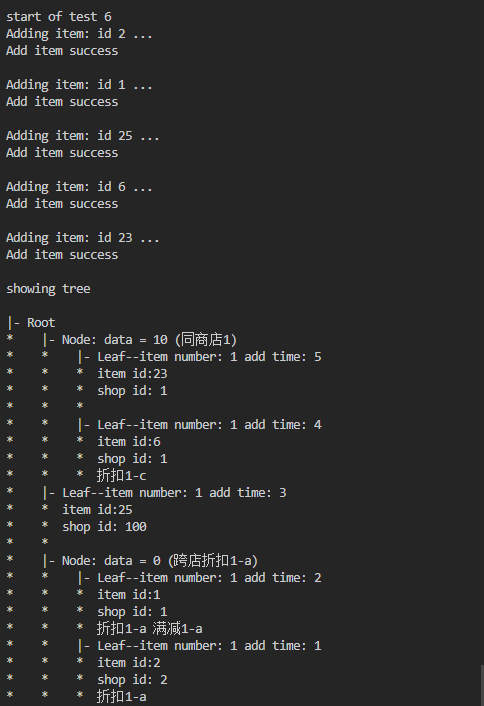 start of test 6
Adding item: id 2 ...
Add item success
Adding item: id 1 ...
Add item success
Adding item: id 25 ...
Add item success
Adding item: id 6 ...
Add item success
Adding item: id 23 ...
Add item success
showing tree
|- Root
*    |- Node: data = 10 (同商店1)
*    *    |- Leaf--item number: 1 add time: 5
*    *    *  item id:23
*    *    *  shop id: 1
*    *    *
*    *    |- Leaf--item number: 1 add time: 4
*    *    *  item id:6
*    *    *  shop id: 1
*    *    *  折扣1-c
*    |- Leaf--item number: 1 add time: 3
*    *  item id:25
*    *  shop id: 100
*    *
*    |- Node: data = 0 (跨店折扣1-a)
*    *    |- Leaf--item number: 1 add time: 2
*    *    *  item id:1
*    *    *  shop id: 1
*    *    *  折扣1-a 满减1-a
*    *    |- Leaf--item number: 1 add time: 1
*    *    *  item id:2
*    *    *  shop id: 2
*    *    *  折扣1-a